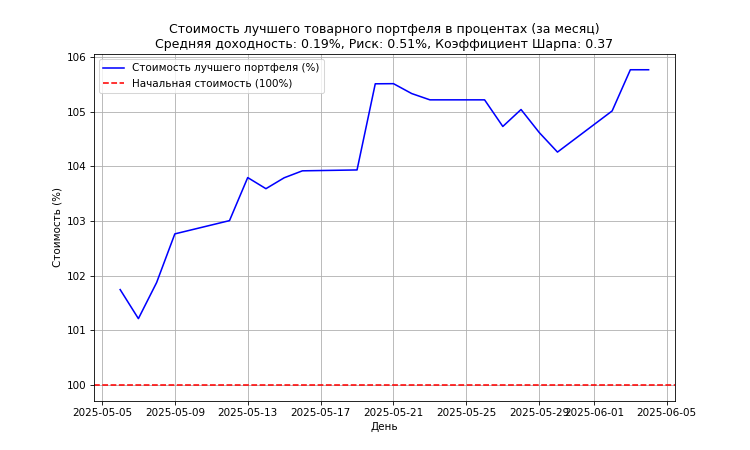 Стоимость лучшего товарного портфеля в процентах (за месяц)
Средняя доходность: 0.19%, Риск: 0.51%, Коэффициент Шарпа: 0.37
Стоимость лучшего портфеля (%)
Начальная стоимость (100%)
Стоимость (%)
106
105
104
103
102
101
100
2025-05-05 2025-05-09 2025-05-13 2025-05-17 2025-05-21 2025-05-25 2025-05-29 2025-06-01 2025-06-05
День